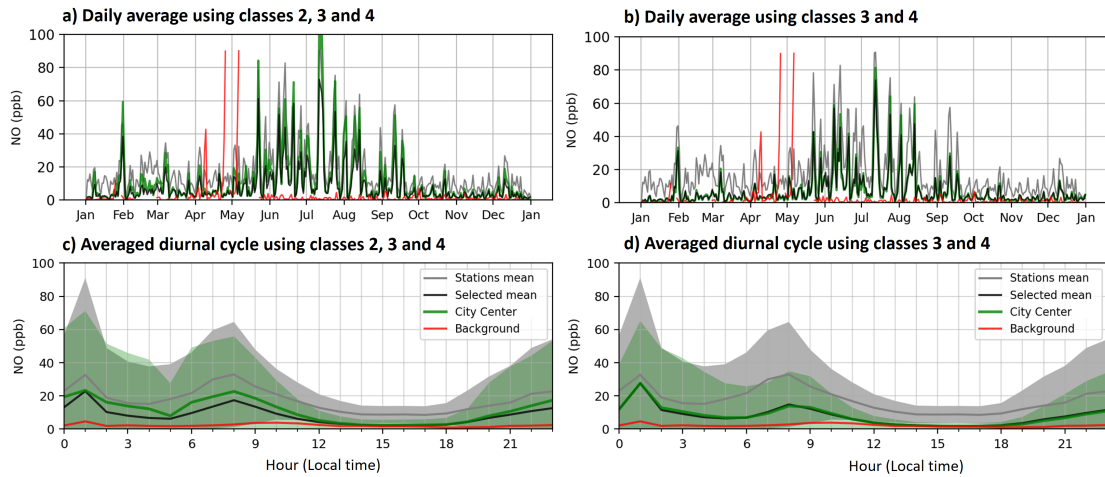 a) Daily average using classes 2, 3 and 4
100
80
60
40
20
0
NO (ppb)
Jan Feb Mar Apr May Jun Jul Aug Sep Oct Nov Dec Jan
b) Daily average using classes 3 and 4
100
80
60
40
20
0
NO (ppb)
Jan Feb Mar Apr May Jun Jul Aug Sep Oct Nov Dec Jan
c) Averaged diurnal cycle using classes 2, 3 and 4
100
80
60
40
20
0
NO (ppb)
Stations mean
Selected mean
City Center
Background
0 3 6 9 12 15 18 21
Hour (Local time)
d) Averaged diurnal cycle using classes 3 and 4
100
80
60
40
20
0
NO (ppb)
Stations mean
Selected mean
City Center
Background
0 3 6 9 12 15 18 21
Hour (Local time)